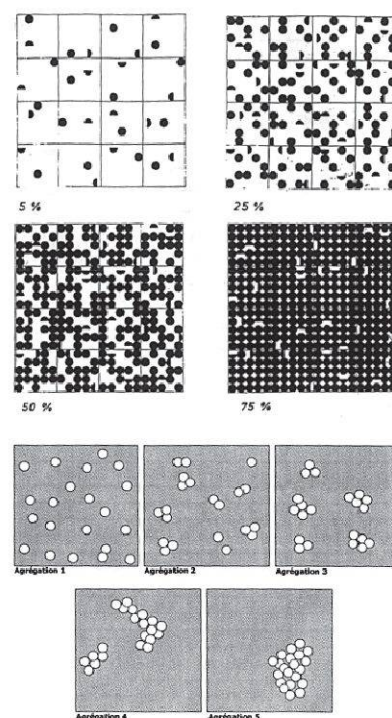 5 %
25 %
50 %
75 %
Agrégation 1
Agrégation 2
Agrégation 3
Agrégation 4
Agrégation 5